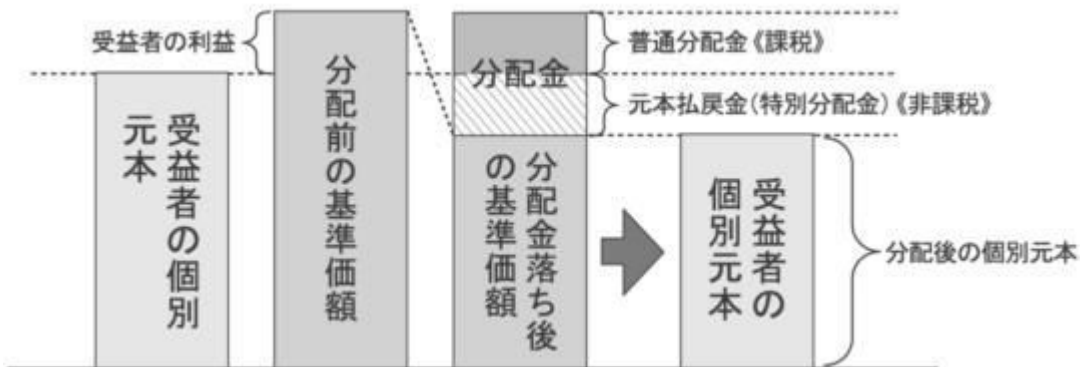 受益者の利益
受益者の個別
元本
分配前の基準価額
分配金
普通分配金《課税》
元本払戻金(特別分配金)《非課税》
分配金落ち後
の基準価額
受益者の
個別元本
分配後の個別元本